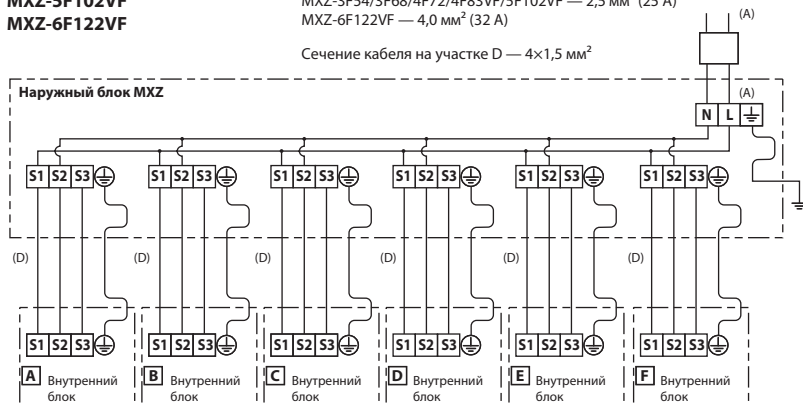 MXZ-5F102VF
MXZ-6F122VF
MXZ-3F54/3F68/4F72/4F83VF/5F102VF — 2,5 мм² (25 А)
MXZ-6F122VF — 4,0 мм² (32 А)
Сечение кабеля на участке D — 4×1,5 мм²
(A)
Наружный блок MXZ
(A)
N L
S1 S2 S3 S1 S2 S3 S1 S2 S3 S1 S2 S3 S1 S2 S3 S1 S2 S3
(D) (D) (D) (D) (D) (D)
S1 S2 S3 S1 S2 S3 S1 S2 S3 S1 S2 S3 S1 S2 S3 S1 S2 S3
A Внутренний блок
B Внутренний блок
C Внутренний блок
D Внутренний блок
E Внутренний блок
F Внутренний блок